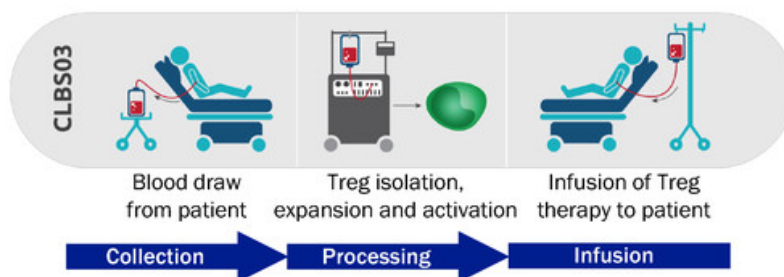 CLBS03
Blood draw
from patient
Treg isolation,
expansion and activation
Infusion of Treg
therapy to patient
Collection
Processing
Infusion